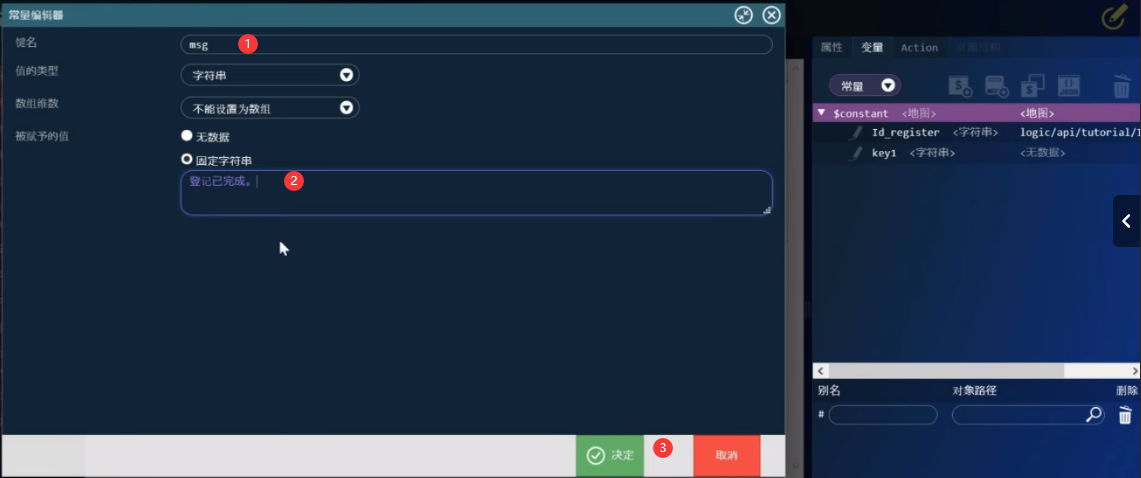 常量编辑器
键名
msg
1
值的类型
字符串
数组维数
不能设置为数组
被赋予的值
无数据
固定字符串
登记已完成。
2
决定
3
取消
属性 变量 Action
常量
$constant <地图> <地图>
Id_register <字符串> logic/api/tutorial/
key1 <字符串> <无数据>
别名 对象路径 删除
#